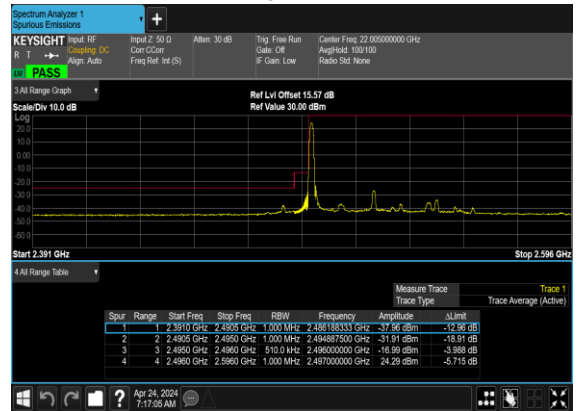 Spectrum Analyzer 1
Spurious Emissions
+
KEYSIGHT Input: RF Input Z: 50 Ω Atten: 30 dB Trig: Free Run Center Freq: 22.005000000 GHz
R T Coupling: DC Corr CCorr Gate: Off Avg|Hold: 100/100
Align: Auto Freq Ref: Int (S) IF Gain: Low Radio Std: None
PASS
3 All Range Graph
Ref Lvl Offset 15.57 dB
Scale/Div 10.0 dB Ref Value 30.00 dBm
Log
20.0
10.0
0.00
-10.0
-20.0
-30.0
-40.0
-50.0
-60.0
Start 2.391 GHz Stop 2.596 GHz
4 All Range Table
Measure Trace Trace 1
Trace Type Trace Average (Active)
Spur Range Start Freq Stop Freq RBW Frequency Amplitude ΔLimit
1 1 2.3910 GHz 2.4905 GHz 1.000 MHz 2.486188333 GHz -37.96 dBm -12.96 dB
2 2 2.4905 GHz 2.4950 GHz 1.000 MHz 2.494887500 GHz -31.91 dBm -18.91 dB
3 3 2.4950 GHz 2.4960 GHz 510.0 kHz 2.496000000 GHz -16.99 dBm -3.988 dB
4 4 2.4960 GHz 2.5960 GHz 1.000 MHz 2.497000000 GHz 24.29 dBm -5.715 dB
? Apr 24, 2024
7:17:05 AM